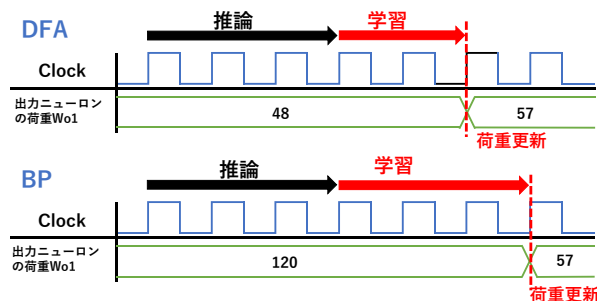 DFA
推論
学習
Clock
出力ニューロン
の荷重Wo1
48
57
荷重更新
BP
推論
学習
Clock
出力ニューロン
の荷重Wo1
120
57
荷重更新